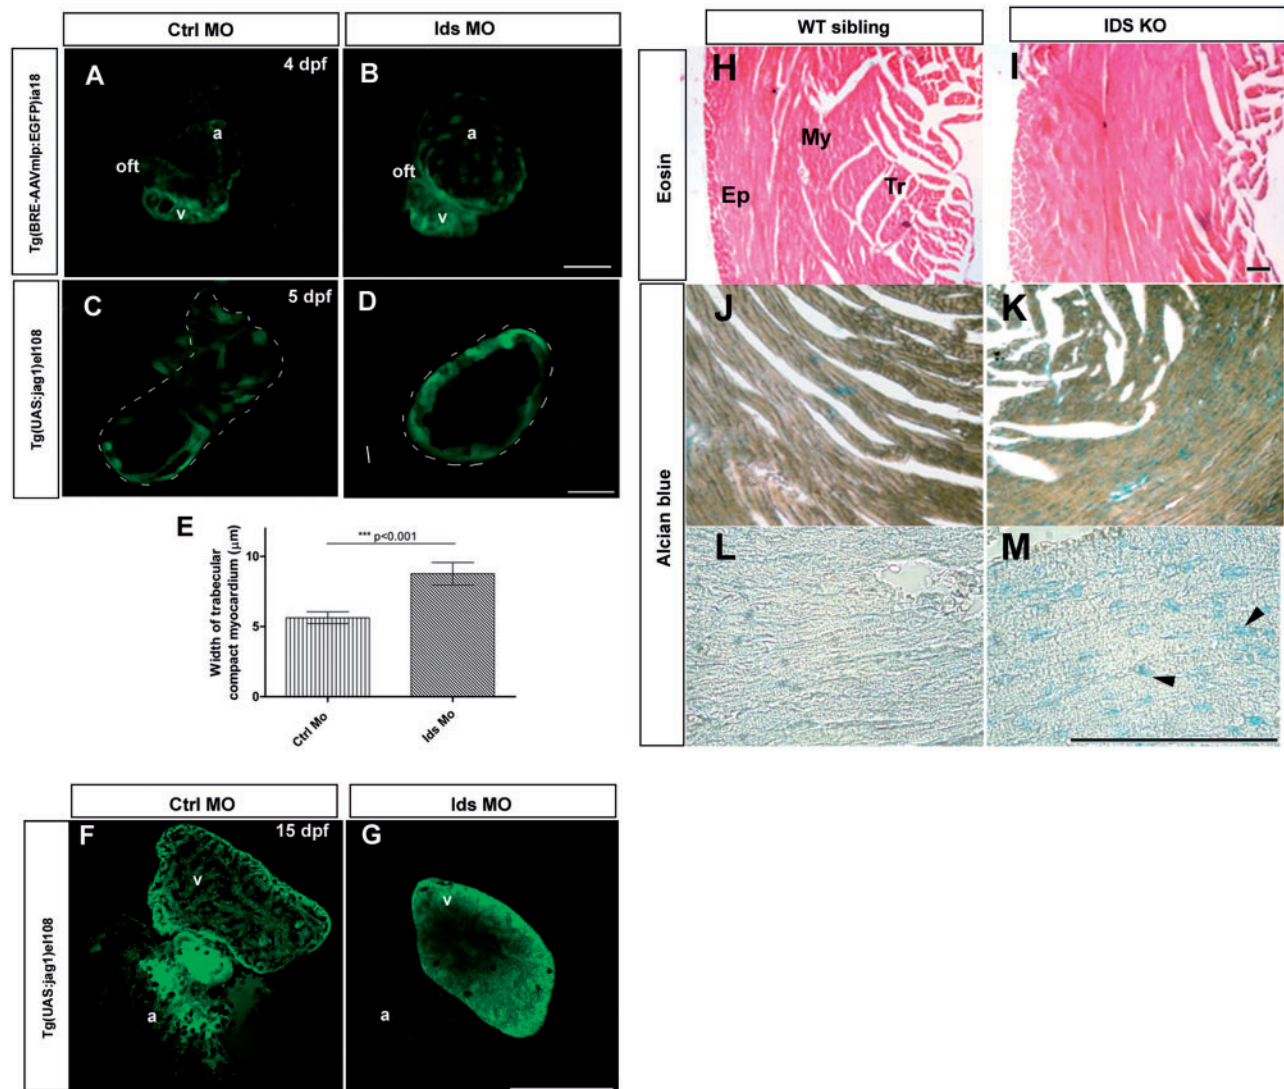 Ctrl MO
Ids MO
Tg(BRE-AAVmlp:EGFP)ia18
A
4 dpf
a
oft
v
B
a
oft
v
Tg(UAS:jag1)el108
C
5 dpf
D
E
*** p<0.001
Width of trabecular
compact myocardium (μm)
10
5
0
Ctrl Mo
Ids Mo
Ctrl MO
Ids MO
Tg(UAS:jag1)el108
F
15 dpf
v
a
G
v
a
WT sibling
IDS KO
Eosin
H
My
Ep
Tr
I
Alcian blue
J
K
L
M